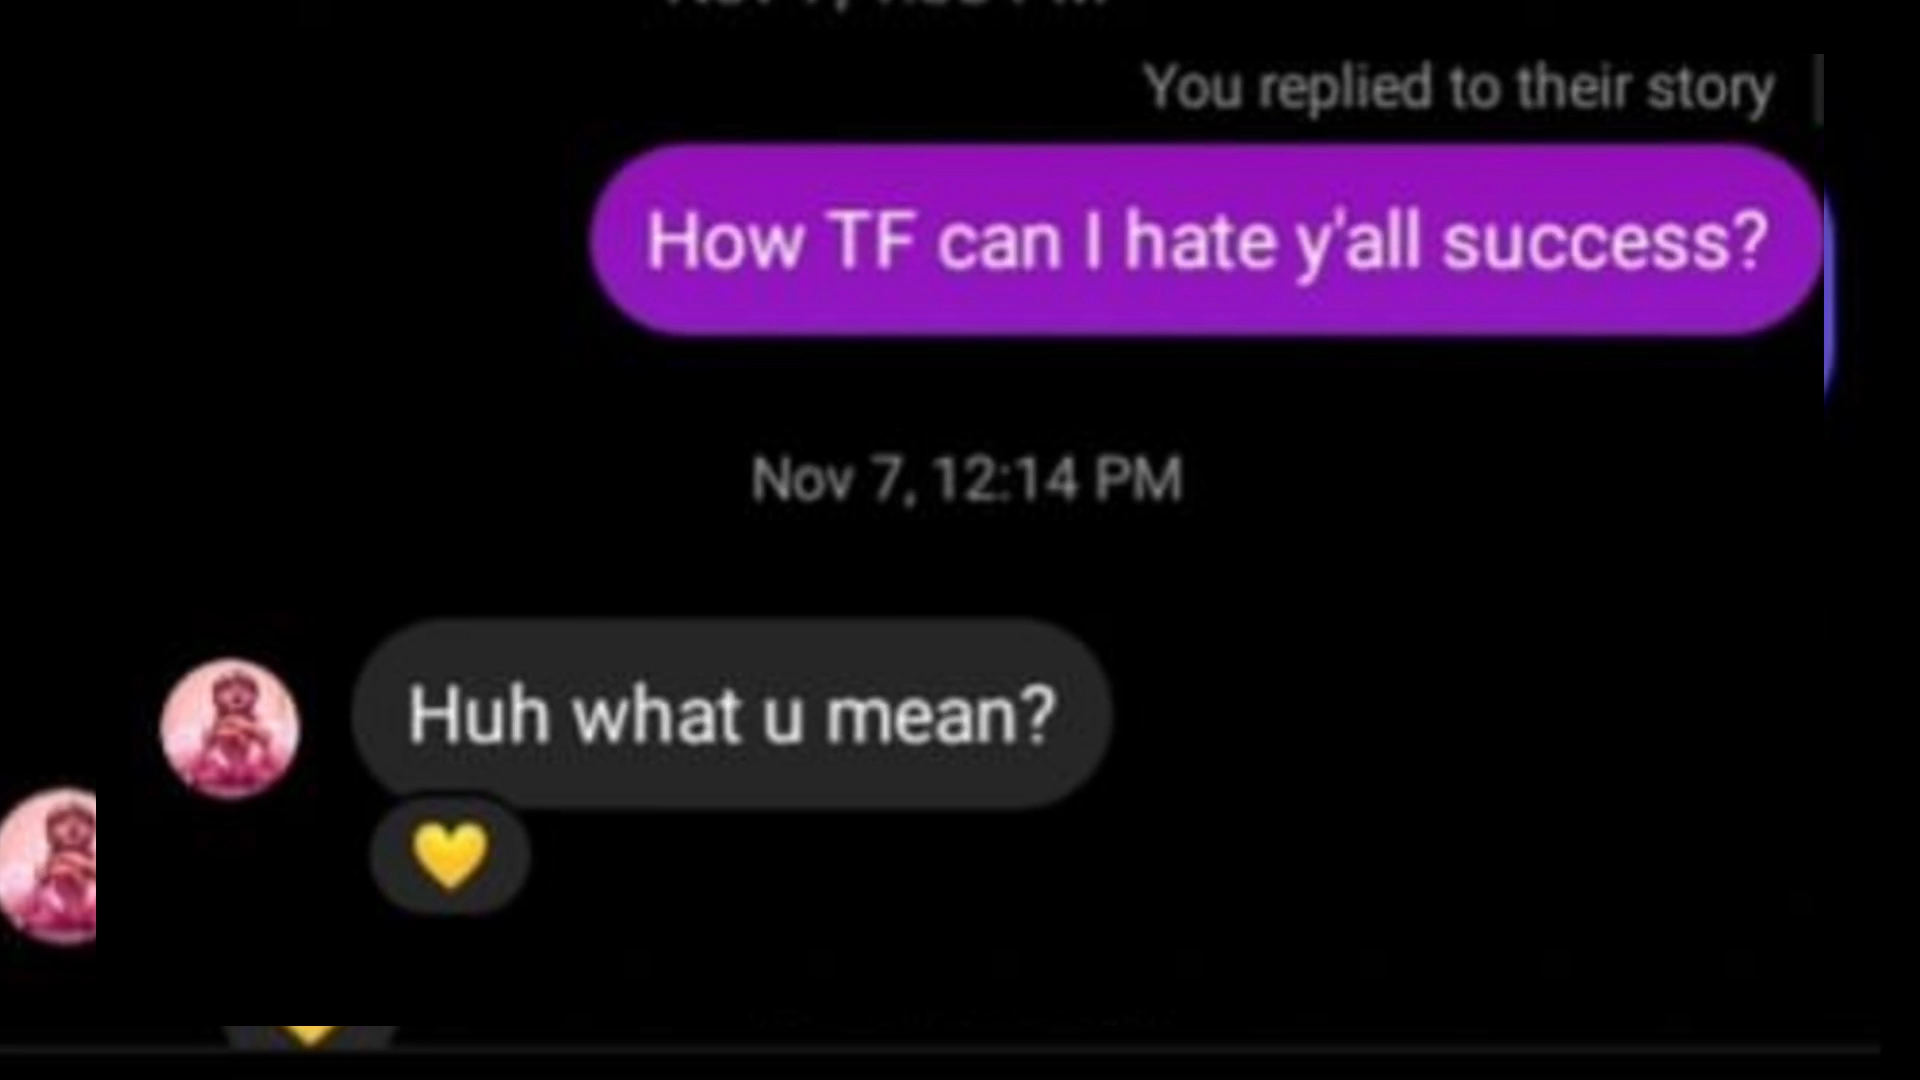 You replied to their story
How TF can I hate y'all success?
Nov 7, 12:14 PM
Huh what u mean?
💛